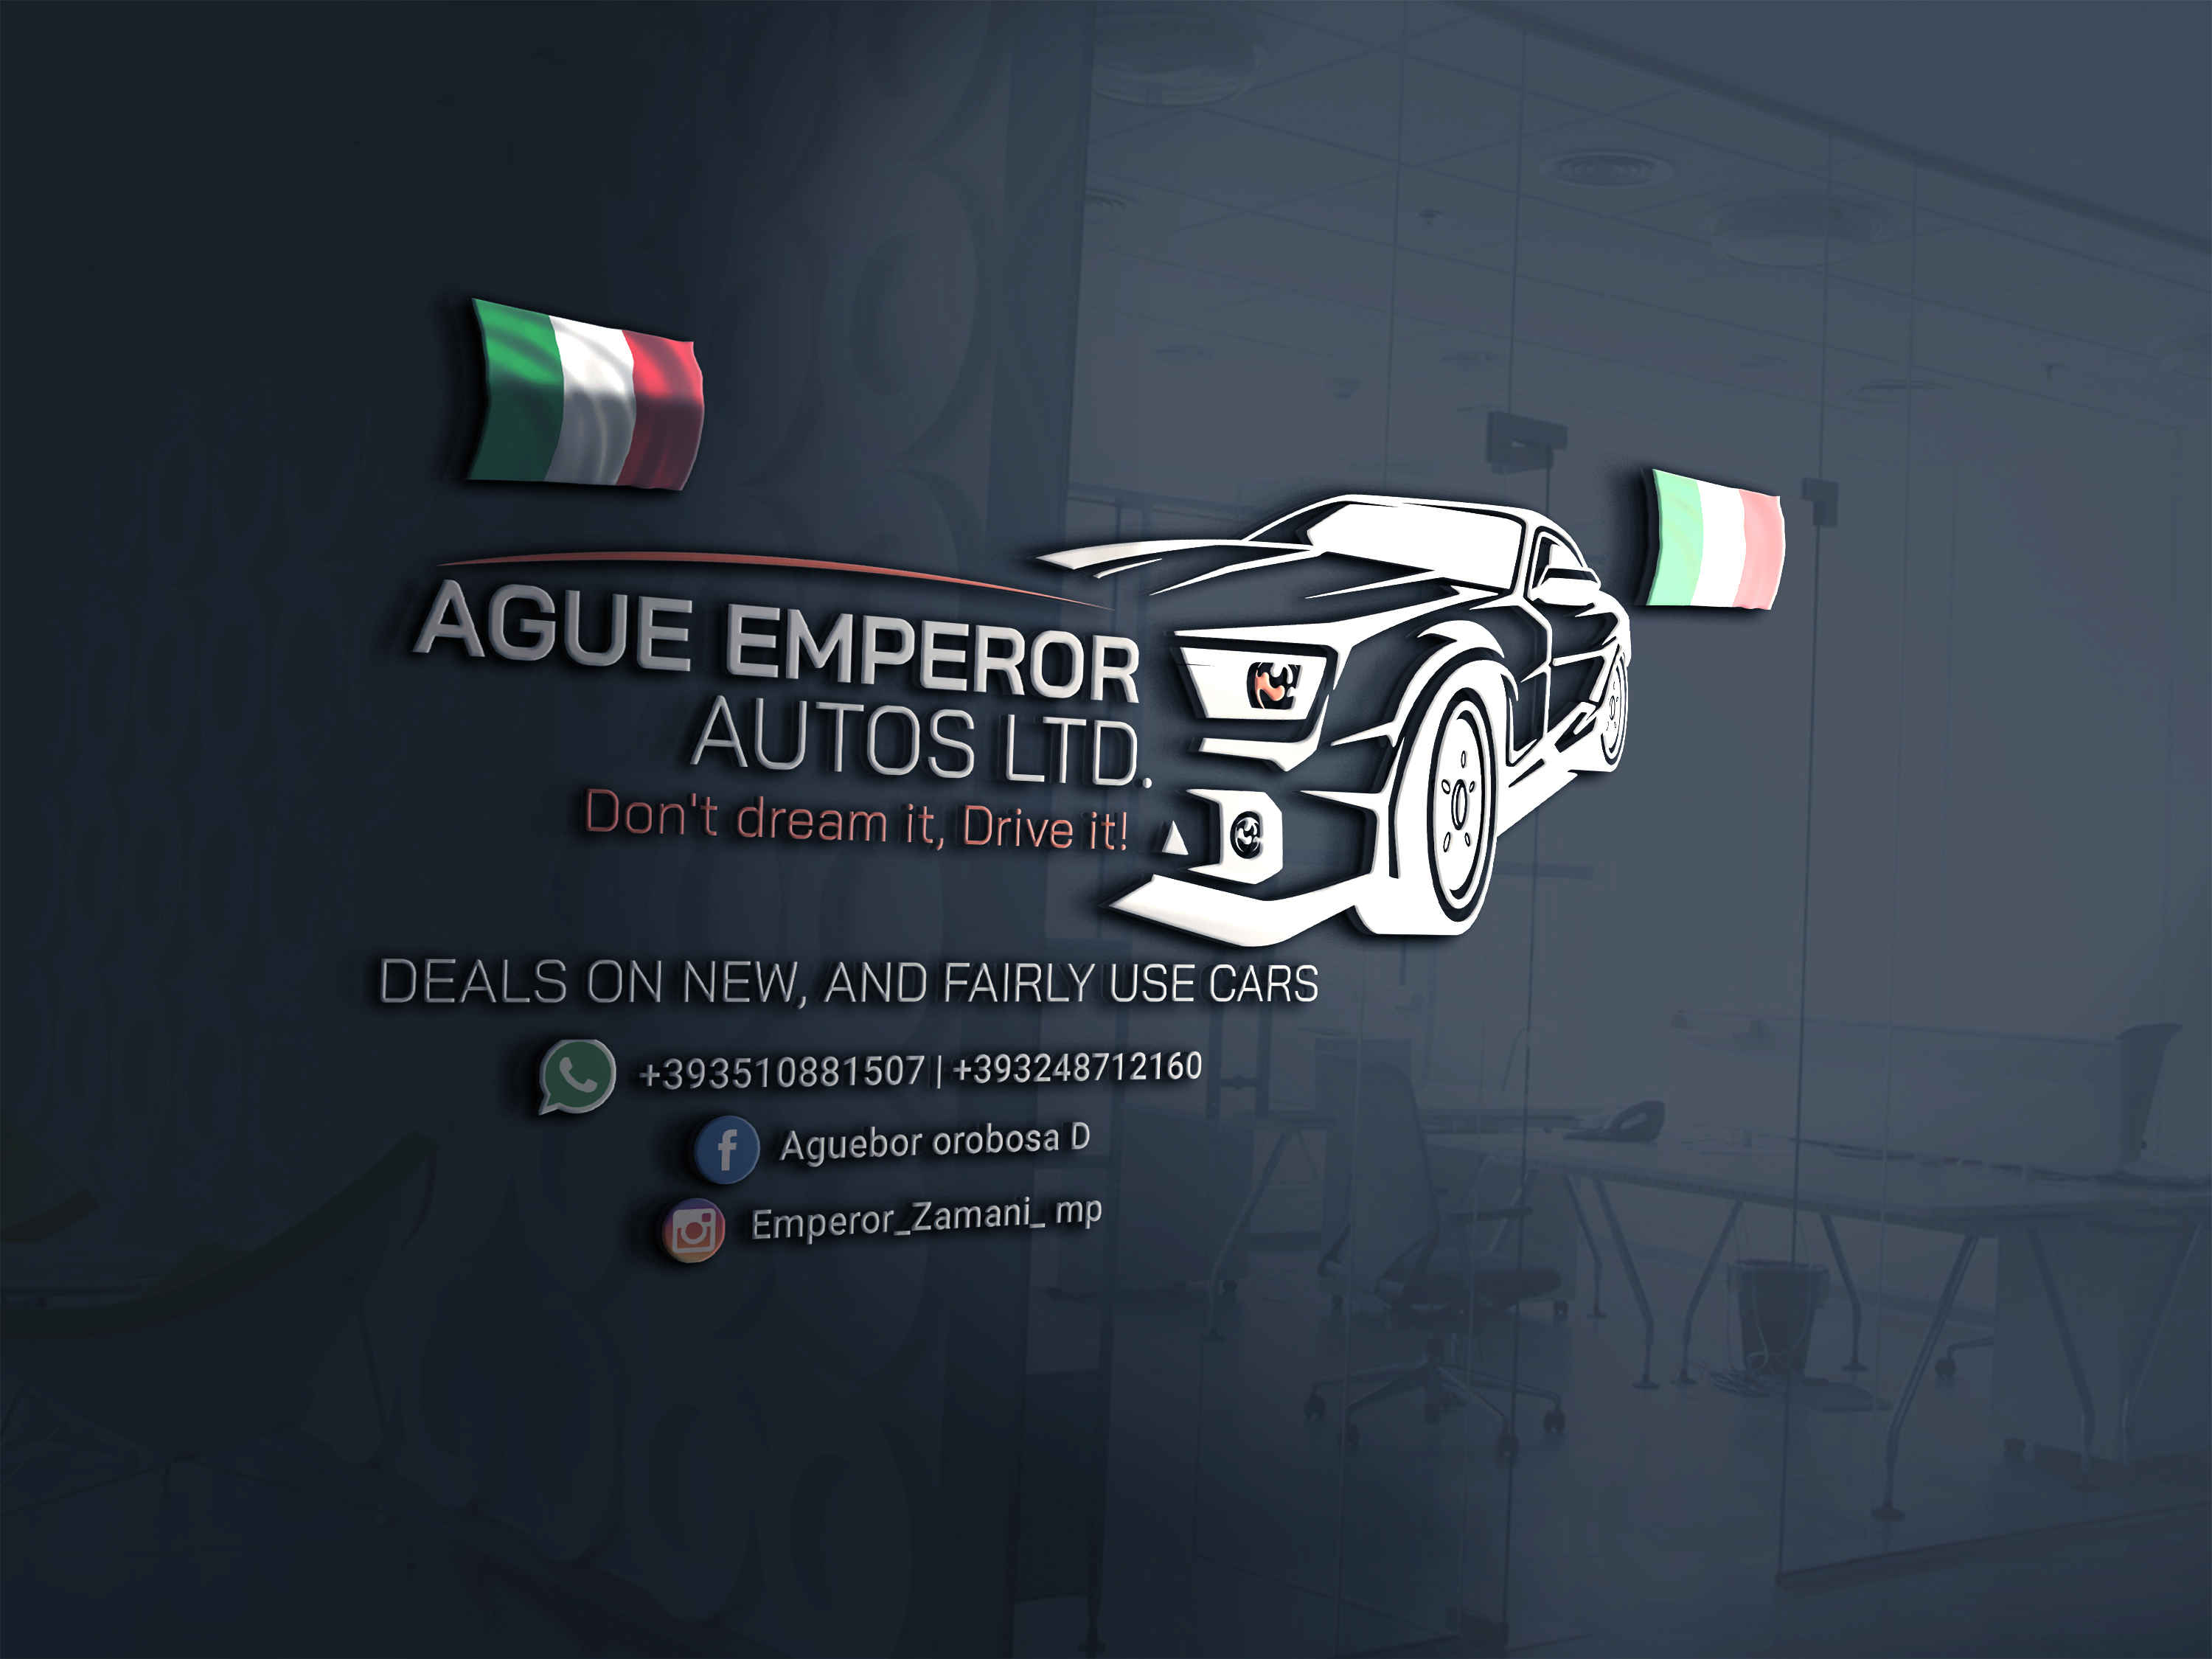 AGUE EMPEROR
AUTOS LTD.
Don't dream it, Drive it!
DEALS ON NEW, AND FAIRLY USE CARS
+393510881507 | +393248712160
f Aguebor orobosa D
Emperor_Zamani_ mp